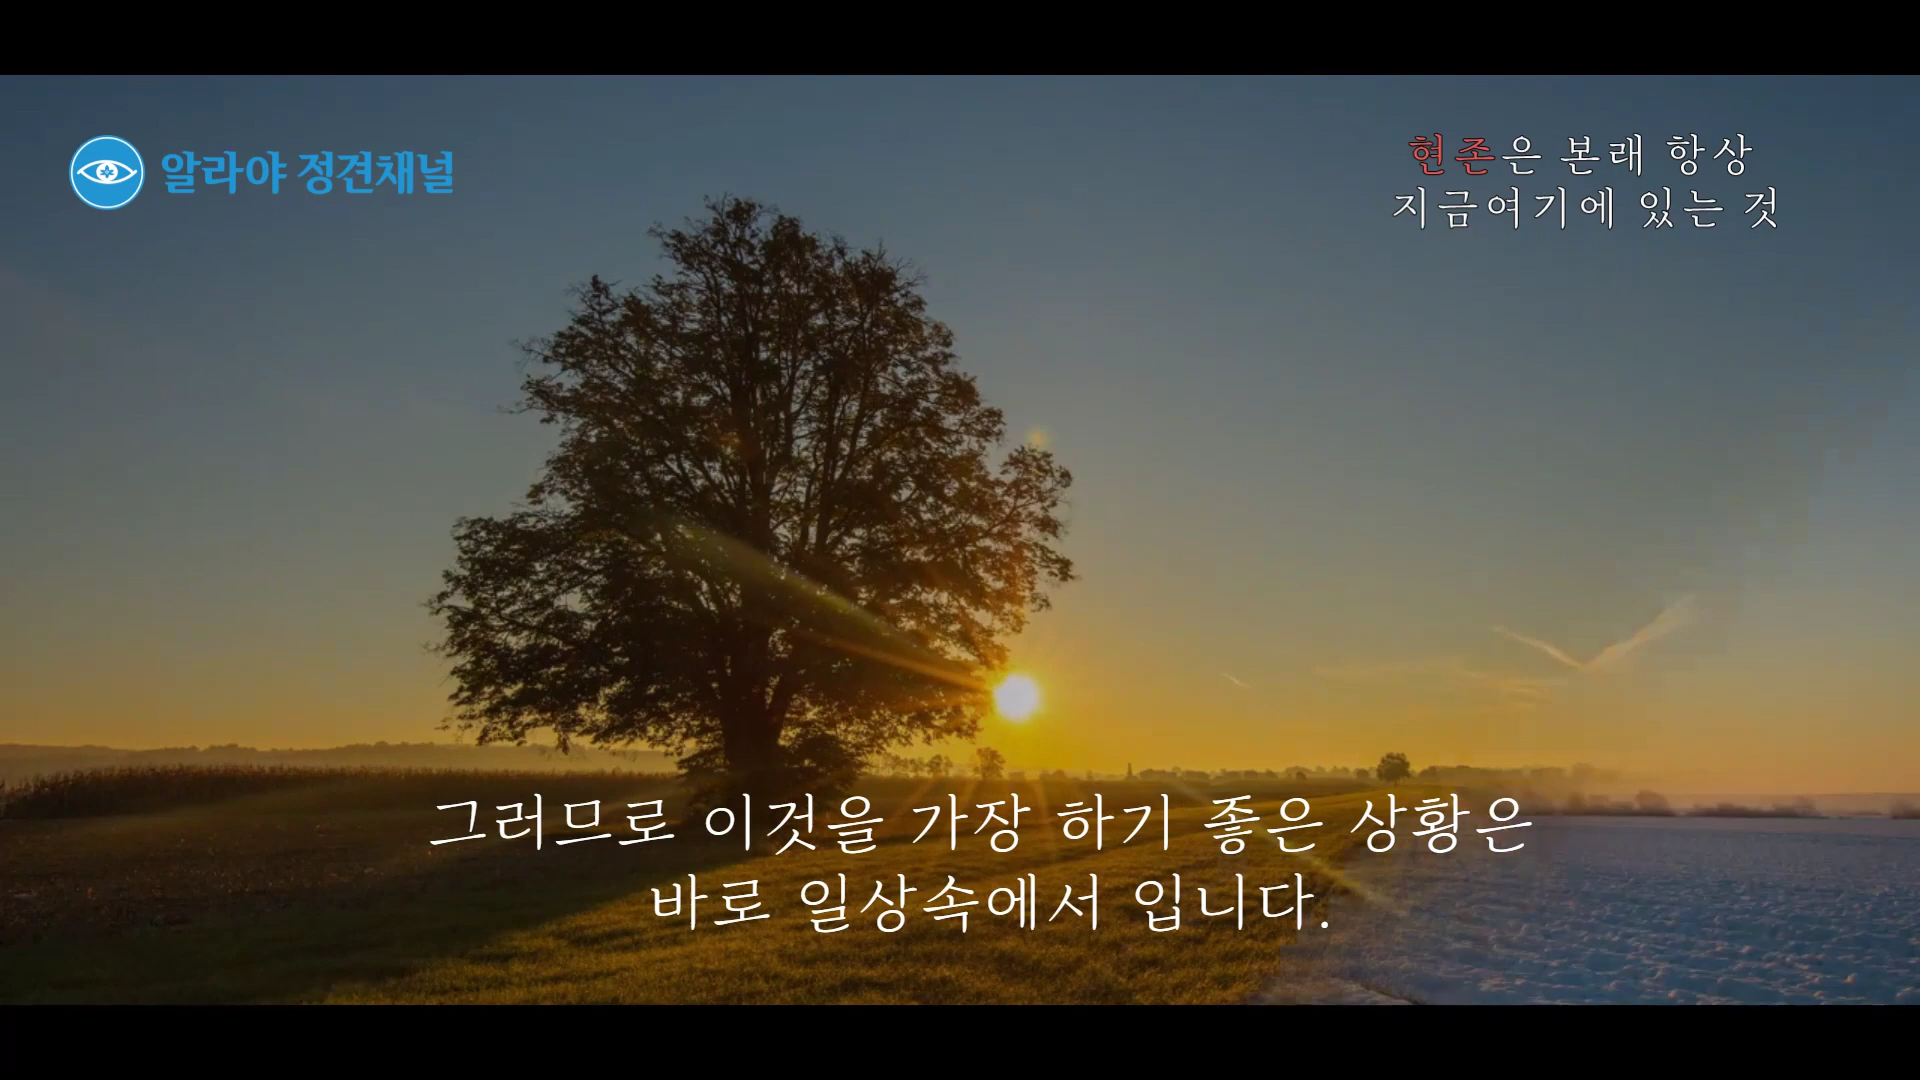 알라야 정견채널
현존은 본래 항상
지금여기에 있는 것
그러므로 이것을 가장 하기 좋은 상황은
바로 일상속에서 입니다.